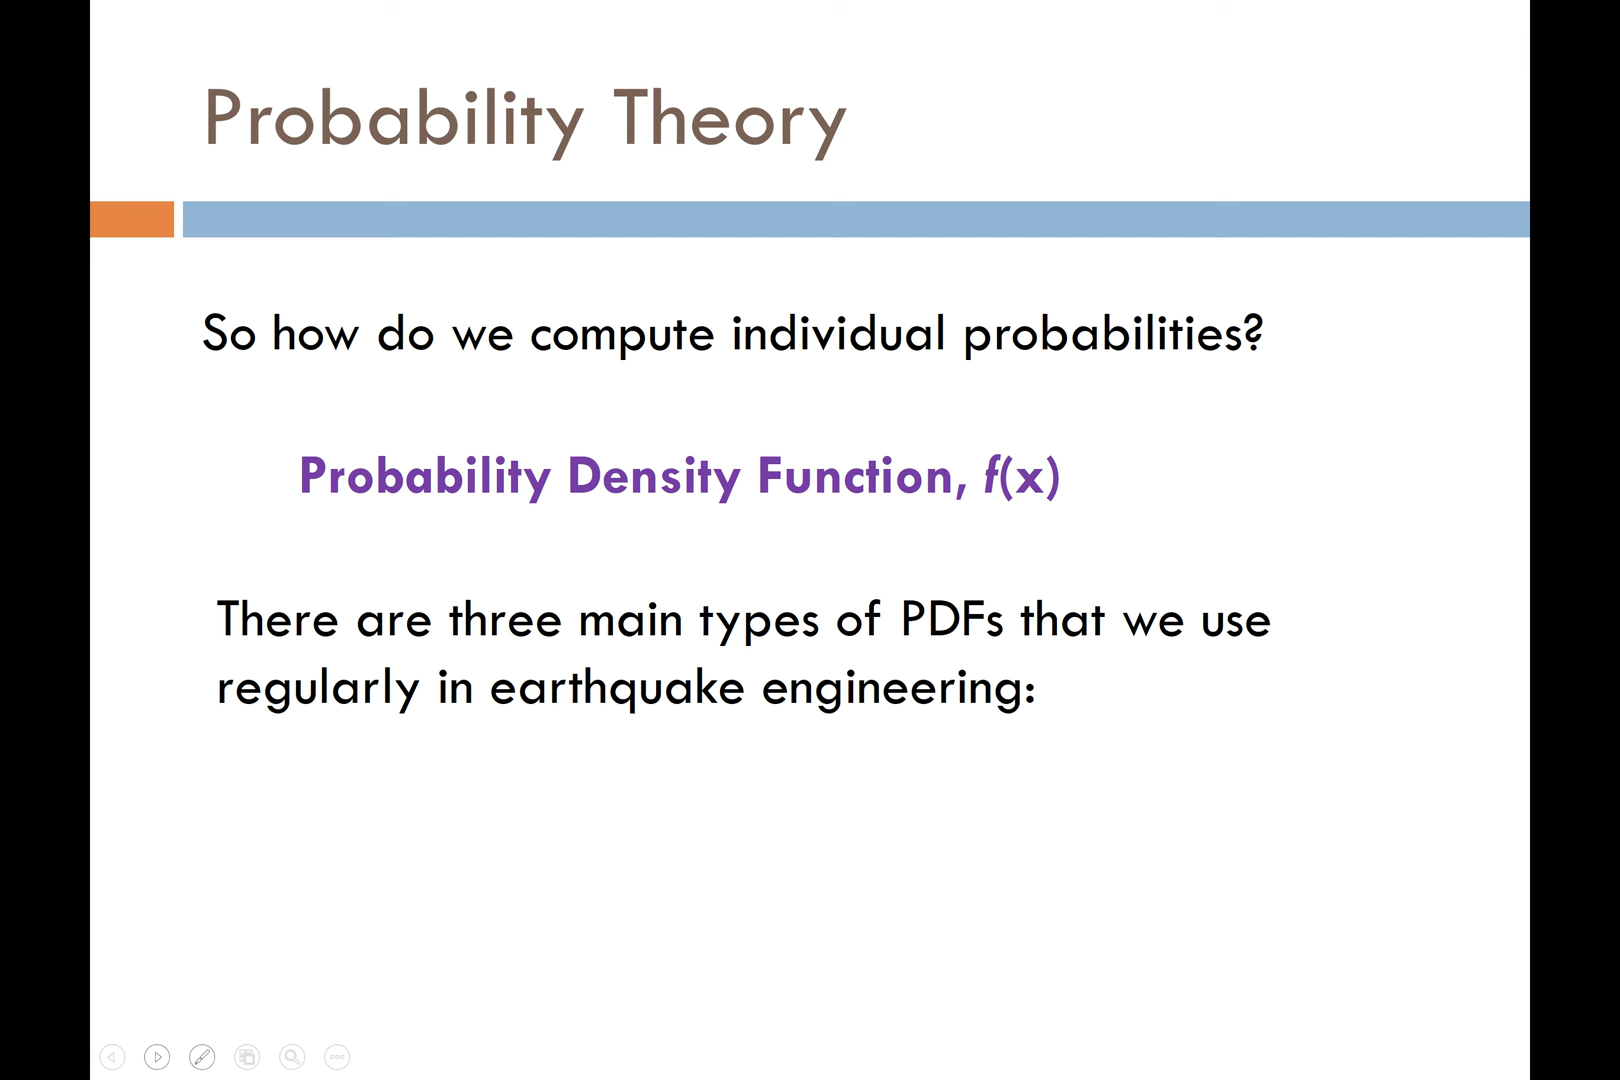 Probability Theory
So how do we compute individual probabilities?
Probability Density Function, f(x)
There are three main types of PDFs that we use
regularly in earthquake engineering: